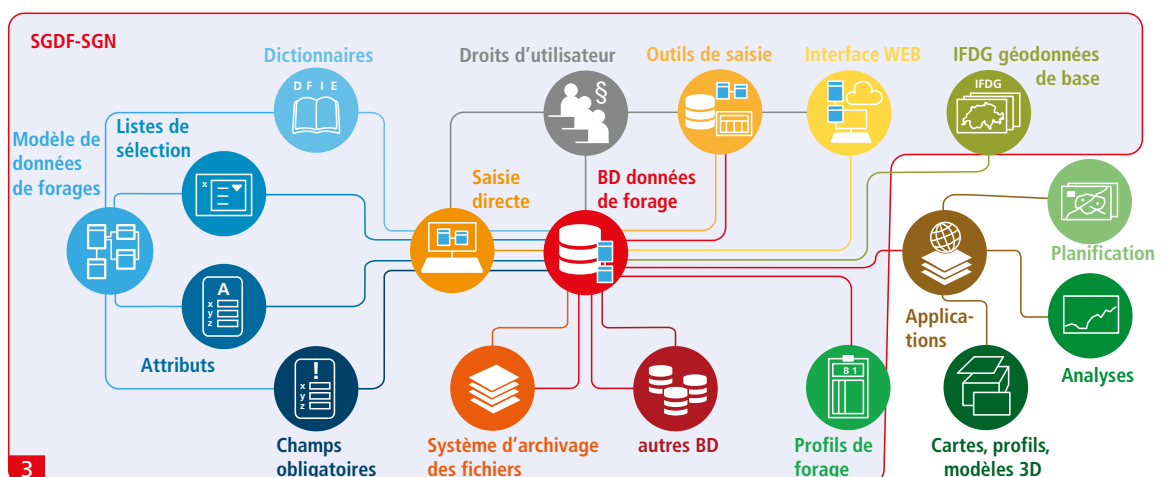 SGDF-SGN
Dictionnaires
D F I E
Droits d’utilisateur
§
Outils de saisie
Interface WEB
IFDG géodonnées
de base
IFDG
Modèle de
données
de forages
Listes de
sélection
x
Saisie
directe
BD données
de forage
Planification
A
x
y
z
Attributs
Applica-
tions
Analyses
!
x
y
z
Champs
obligatoires
Système d’archivage
des fichiers
autres BD
B 1
Profils de
forage
Cartes, profils,
modèles 3D
3